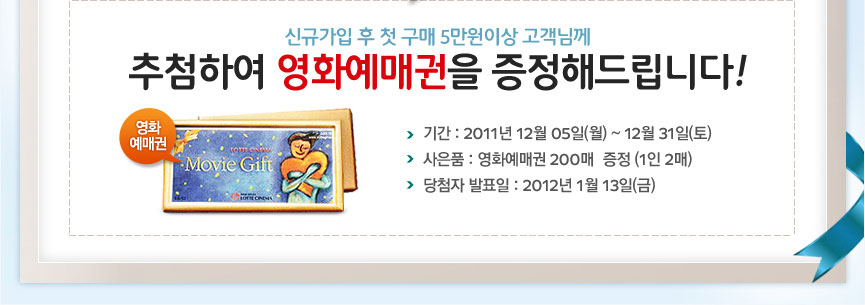 신규가입 후 첫 구매 5만원이상 고객님께
추첨하여 영화예매권을 증정해드립니다!
영화
예매권
LOTTE CINEMA
Movie Gift
LOTTE CINEMA
기간 : 2011년 12월 05일(월) ~ 12월 31일(토)
사은품 : 영화예매권 200매 증정 (1인 2매)
당첨자 발표일 : 2012년 1월 13일(금)